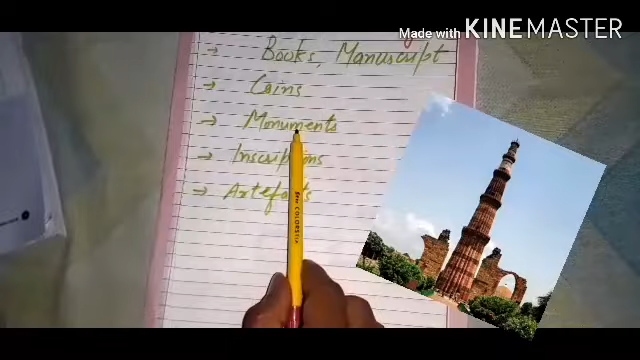 Made with KINEMASTER
→ Books, Manuscript
→ Coins
→ Monuments
→ Inscriptions
→ Artefacts